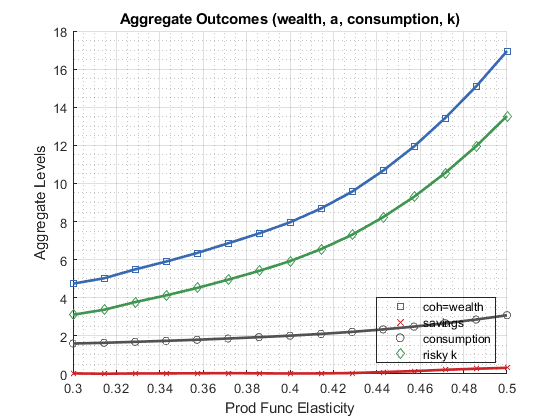 Aggregate Outcomes (wealth, a, consumption, k)
18
16
14
12
10
8
6
4
2
0
Aggregate Levels
coh=wealth
savings
consumption
risky k
0.3 0.32 0.34 0.36 0.38 0.4 0.42 0.44 0.46 0.48 0.5
Prod Func Elasticity